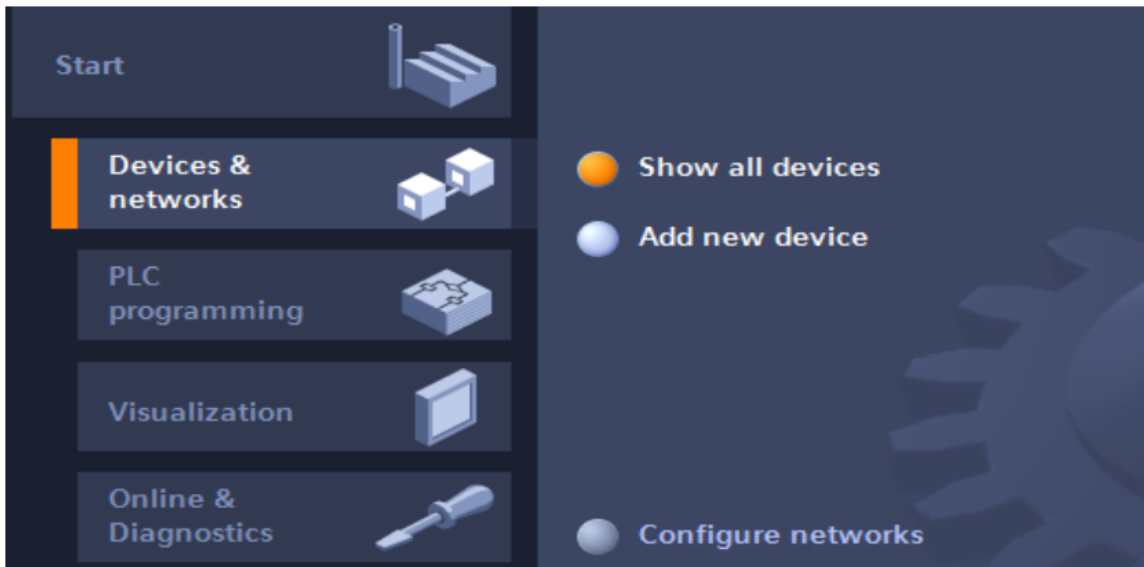 Start
Devices &
networks
PLC
programming
Visualization
Online &
Diagnostics
Show all devices
Add new device
Configure networks